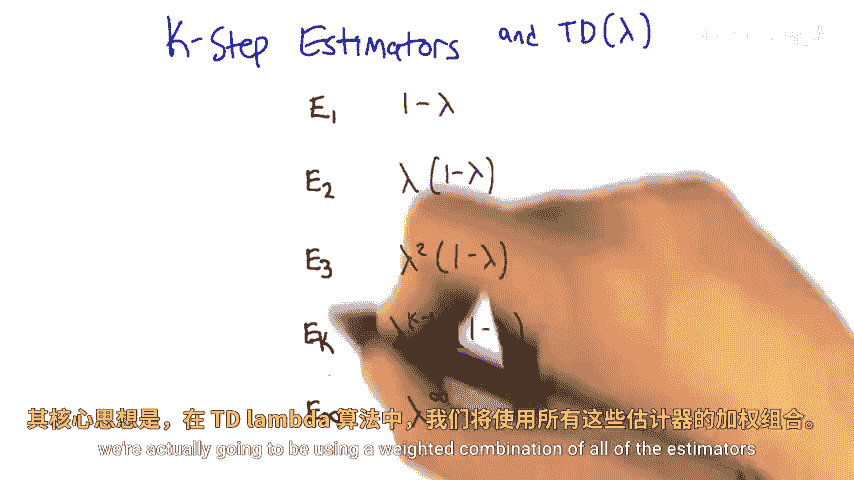 K-Step Estimators and TD(λ)
E₁ 1-λ
E₂ λ(1-λ)
E₃ λ²(1-λ)
E_K
E∞ λ^∞
其核心思想是，在 TD lambda 算法中，我们将使用所有这些估计器的加权组合。
we're actually going to be using a weighted combination of all of the estimators